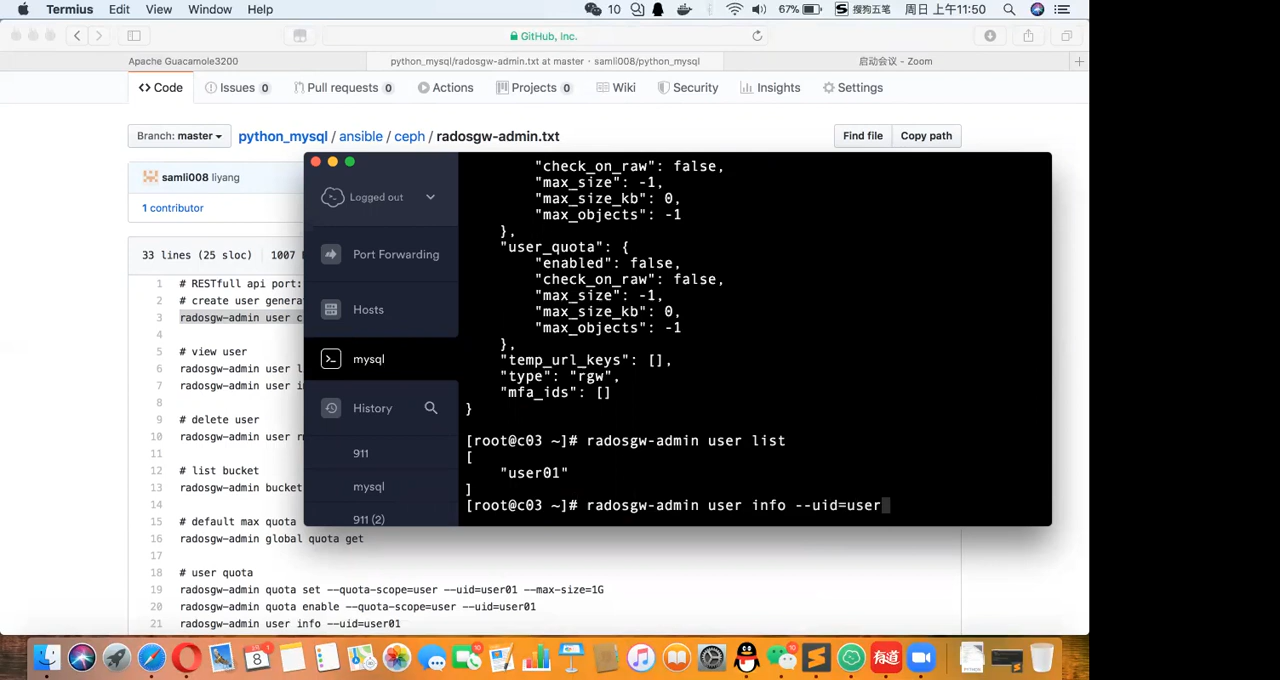 Termius Edit View Window Help 10 67% 搜狗五笔 周日 上午11:50
GitHub, Inc.
Apache Guacamole3200 python_mysql/radosgw-admin.txt at master · samli008/python_mysql 启动会议 - Zoom
Code Issues 0 Pull requests 0 Actions Projects 0 Wiki Security Insights Settings
Branch: master python_mysql / ansible / ceph / radosgw-admin.txt Find file Copy path
samli008 liyang
1 contributor
33 lines (25 sloc) 1007
1 # RESTfull api port:
2 # create user genera
3 radosgw-admin user c
4
5 # view user
6 radosgw-admin user l
7 radosgw-admin user in
8
9 # delete user
10 radosgw-admin user r
11
12 # list bucket
13 radosgw-admin bucket
14
15 # default max quota
16 radosgw-admin global quota get
17
18 # user quota
19 radosgw-admin quota set --quota-scope=user --uid=user01 --max-size=1G
20 radosgw-admin quota enable --quota-scope=user --uid=user01
21 radosgw-admin user info --uid=user01
Logged out
Port Forwarding
Hosts
mysql
History
911
mysql
911 (2)
"check_on_raw": false,
"max_size": -1,
"max_size_kb": 0,
"max_objects": -1
},
"user_quota": {
"enabled": false,
"check_on_raw": false,
"max_size": -1,
"max_size_kb": 0,
"max_objects": -1
},
"temp_url_keys": [],
"type": "rgw",
"mfa_ids": []
}
[root@c03 ~]# radosgw-admin user list
[
"user01"
]
[root@c03 ~]# radosgw-admin user info --uid=user
8
有道